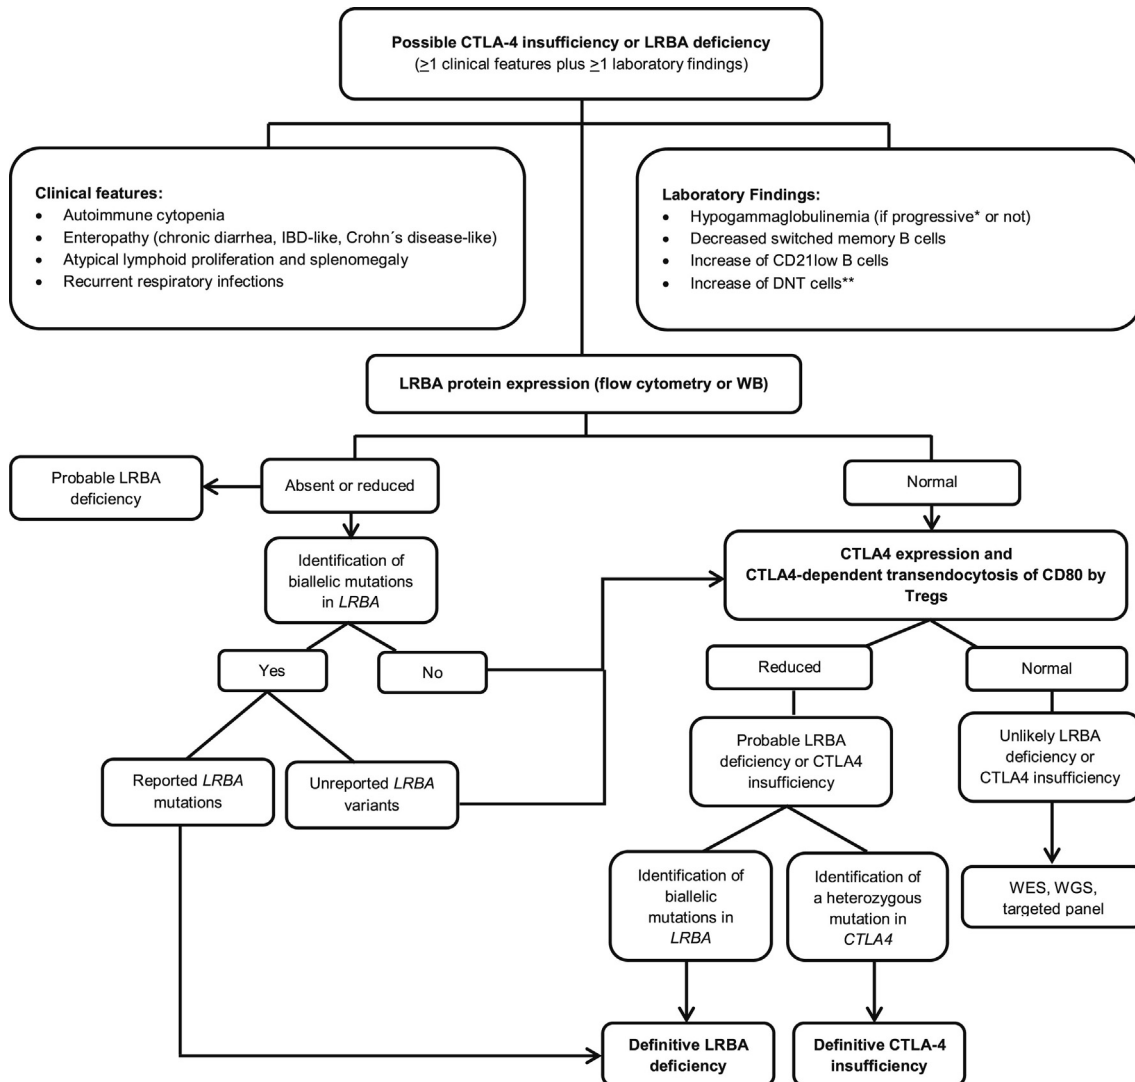 Possible CTLA-4 insufficiency or LRBA deficiency
(≥1 clinical features plus ≥1 laboratory findings)
Clinical features:
• Autoimmune cytopenia
• Enteropathy (chronic diarrhea, IBD-like, Crohn´s disease-like)
• Atypical lymphoid proliferation and splenomegaly
• Recurrent respiratory infections
Laboratory Findings:
• Hypogammaglobulinemia (if progressive* or not)
• Decreased switched memory B cells
• Increase of CD21low B cells
• Increase of DNT cells**
LRBA protein expression (flow cytometry or WB)
Probable LRBA
deficiency
Absent or reduced
Normal
Identification of
biallelic mutations
in LRBA
CTLA4 expression and
CTLA4-dependent transendocytosis of CD80 by
Tregs
Yes
No
Reduced
Normal
Reported LRBA
mutations
Unreported LRBA
variants
Probable LRBA
deficiency or CTLA4
insufficiency
Unlikely LRBA
deficiency or
CTLA4 insufficiency
Identification of
biallelic
mutations in
LRBA
Identification of
a heterozygous
mutation in
CTLA4
WES, WGS,
targeted panel
Definitive LRBA
deficiency
Definitive CTLA-4
insufficiency